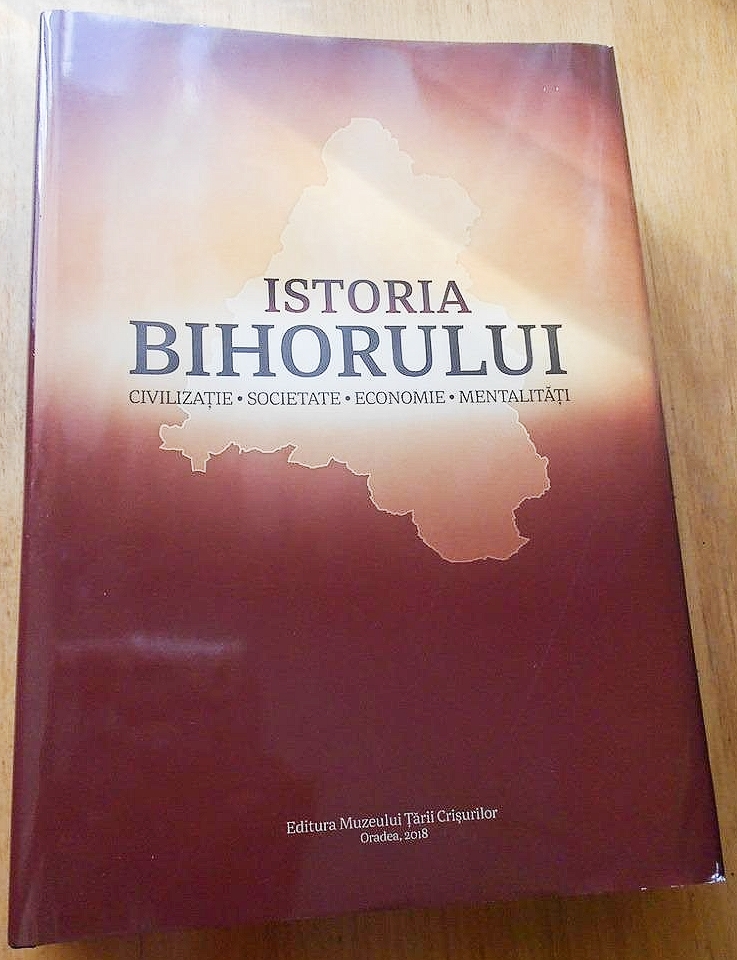 ISTORIA
BIHORULUI
CIVILIZAȚIE • SOCIETATE • ECONOMIE • MENTALITĂȚI
Editura Muzeului Țării Crișurilor
Oradea, 2018